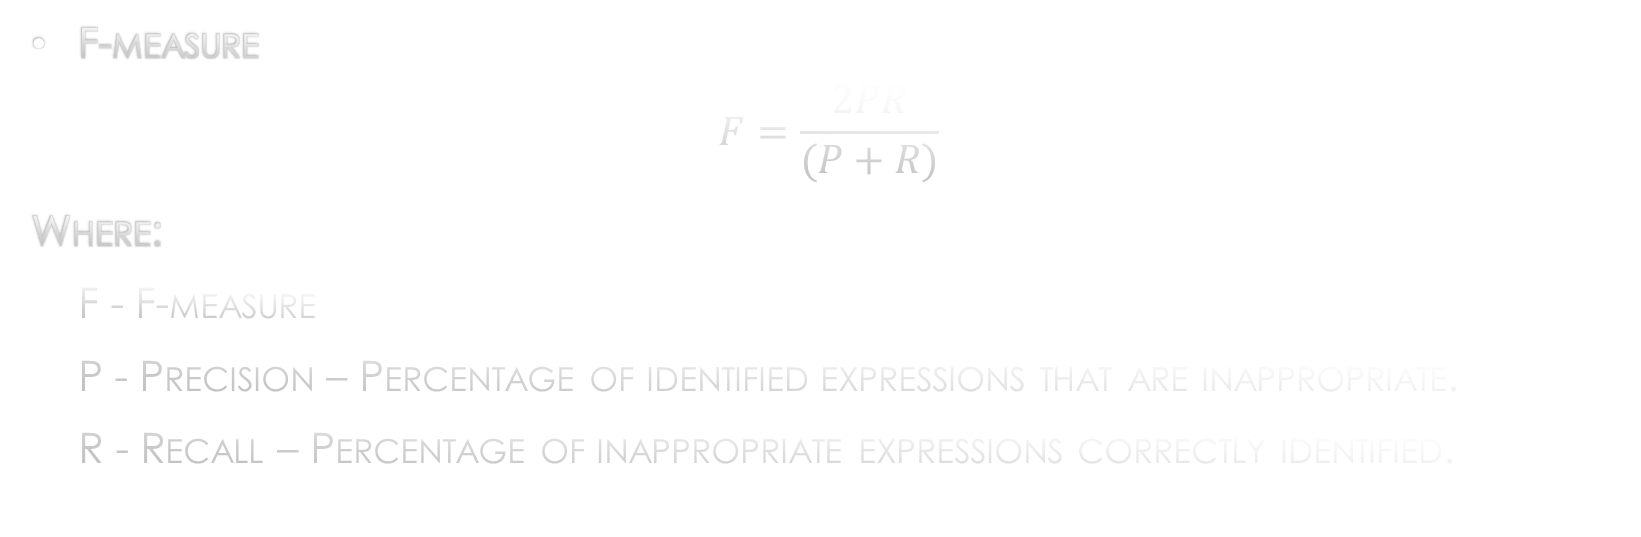 • F-MEASURE
F = 2PR / (P + R)
WHERE:
F - F-MEASURE
P - PRECISION – PERCENTAGE OF IDENTIFIED EXPRESSIONS THAT ARE INAPPROPRIATE.
R - RECALL – PERCENTAGE OF INAPPROPRIATE EXPRESSIONS CORRECTLY IDENTIFIED.